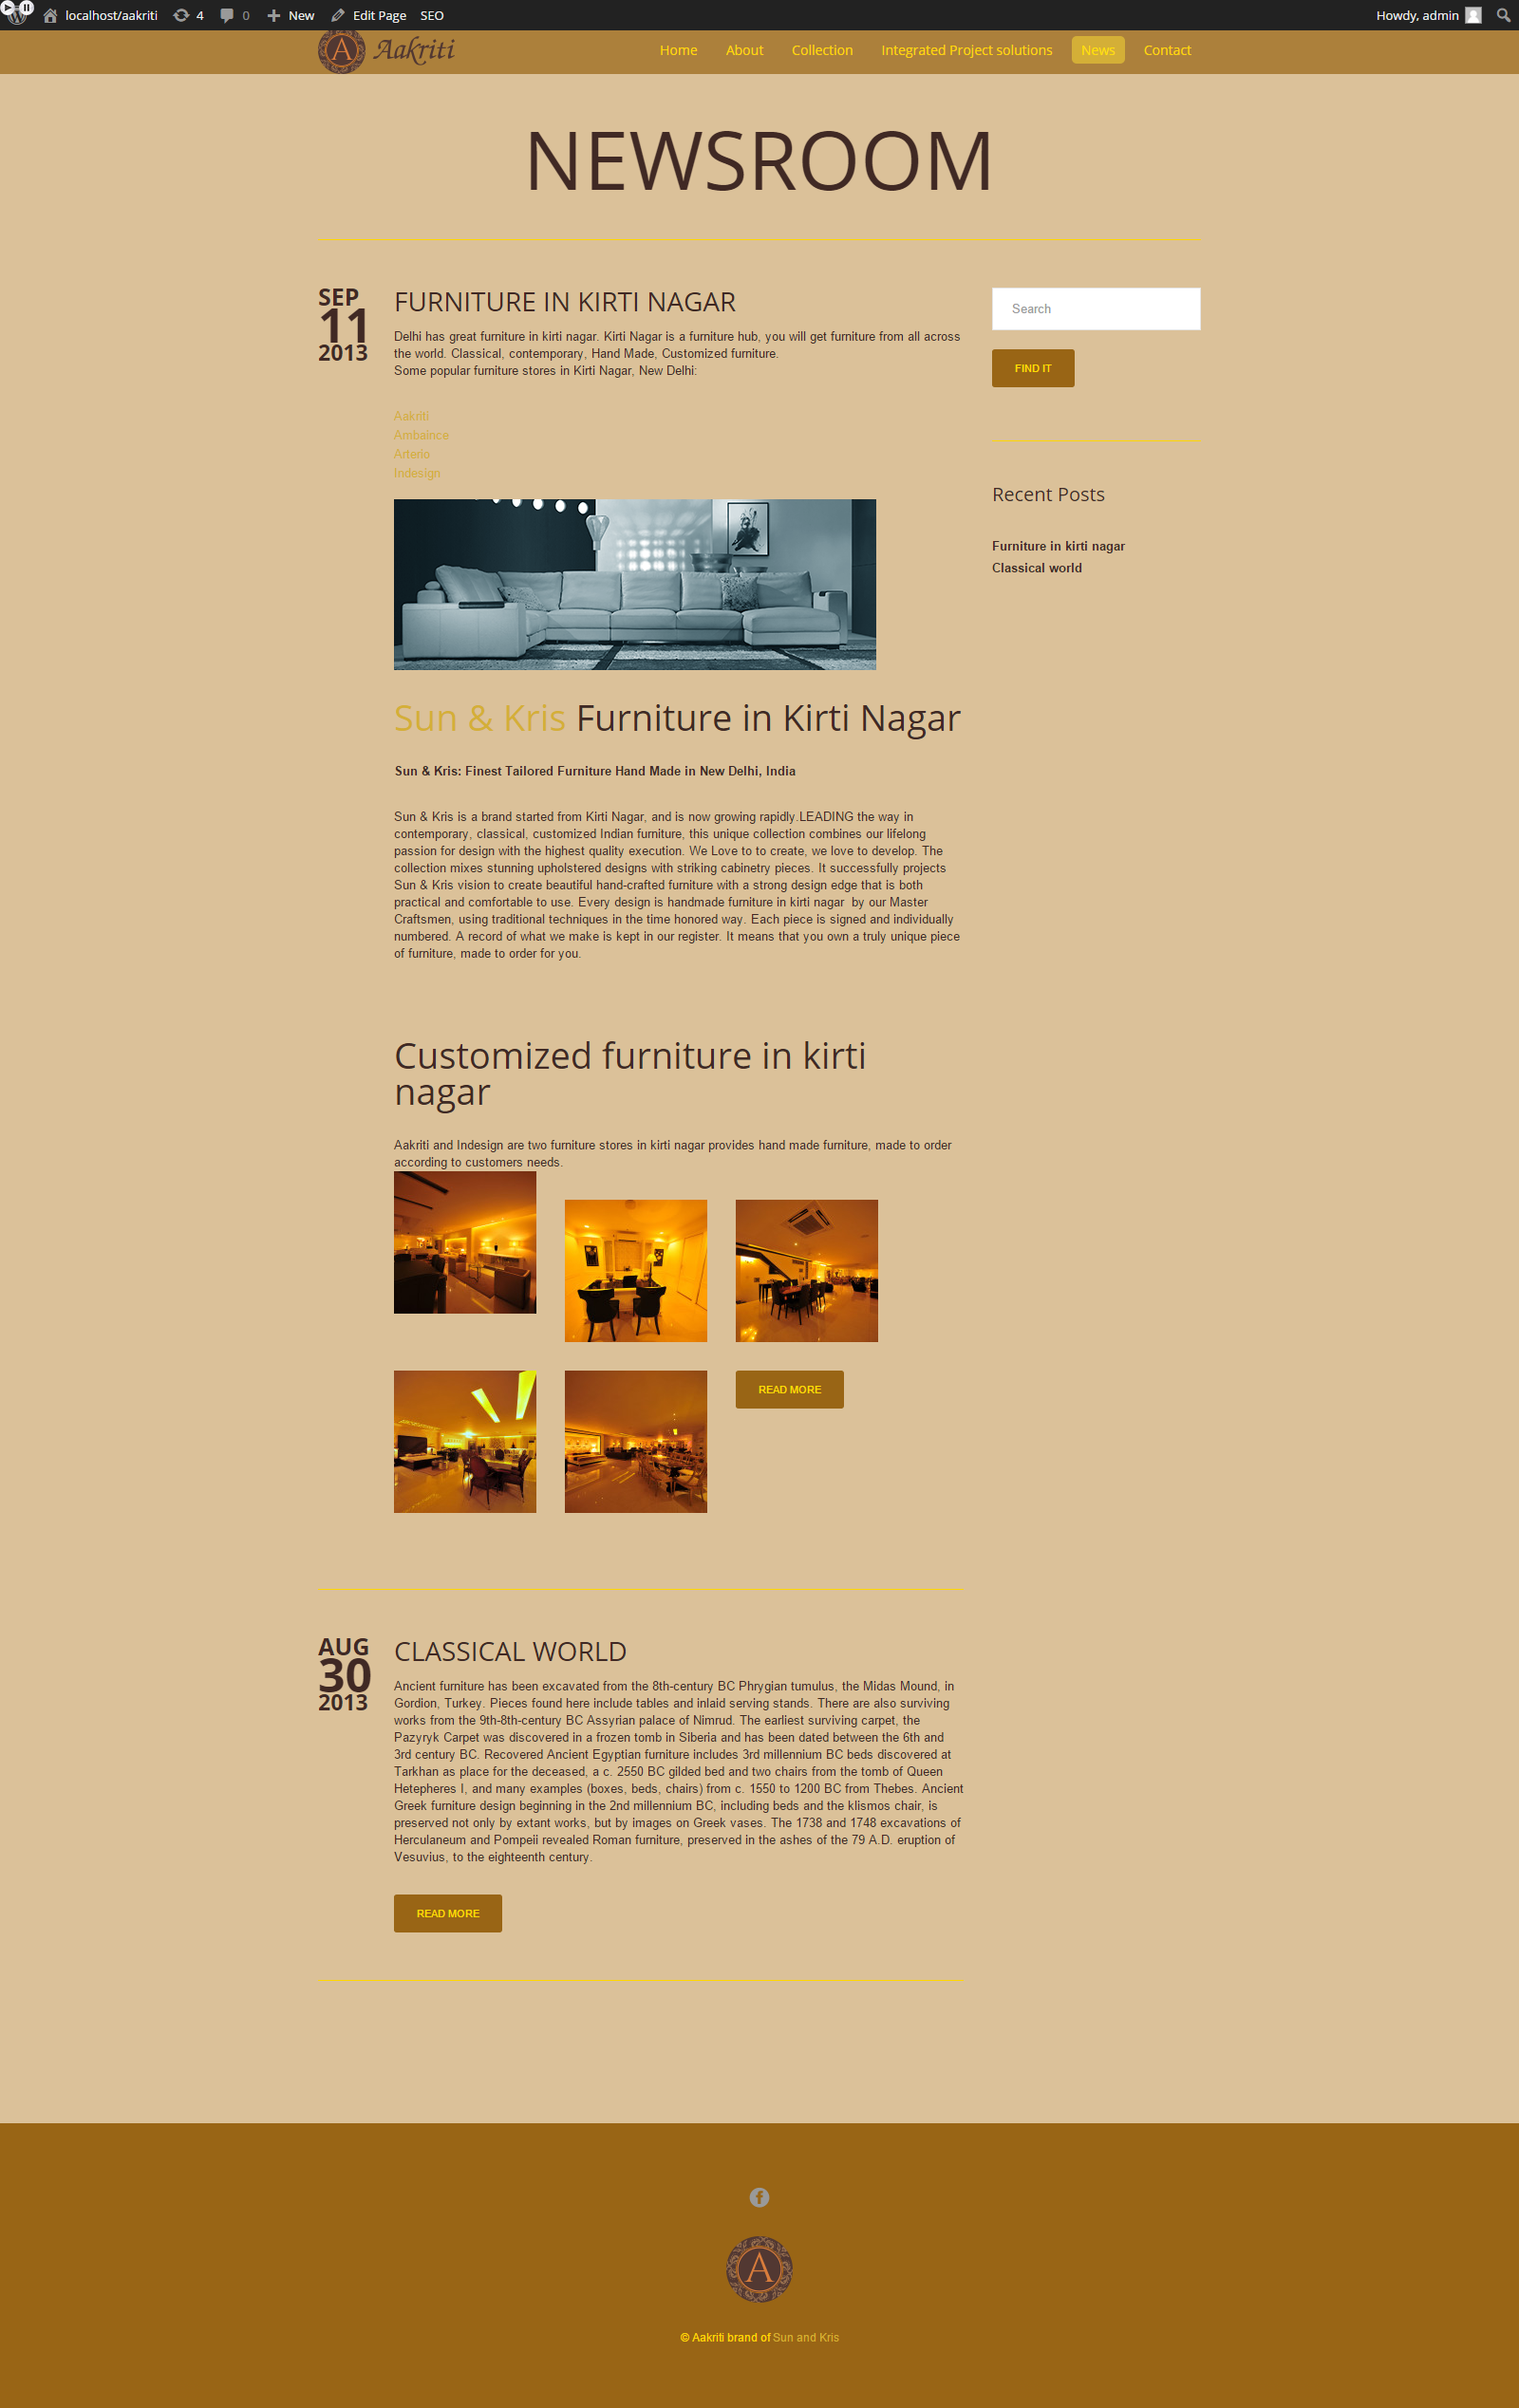 localhost/aakriti 4 0 New Edit Page SEO Howdy, admin
A Aakriti Home About Collection Integrated Project solutions News Contact
NEWSROOM
SEP
11
2013
FURNITURE IN KIRTI NAGAR
Delhi has great furniture in kirti nagar. Kirti Nagar is a furniture hub, you will get furniture from all across
the world. Classical, contemporary, Hand Made, Customized furniture.
Some popular furniture stores in Kirti Nagar, New Delhi:
Aakriti
Ambaince
Arterio
Indesign
Sun & Kris Furniture in Kirti Nagar
Sun & Kris: Finest Tailored Furniture Hand Made in New Delhi, India
Sun & Kris is a brand started from Kirti Nagar, and is now growing rapidly.LEADING the way in
contemporary, classical, customized Indian furniture, this unique collection combines our lifelong
passion for design with the highest quality execution. We Love to to create, we love to develop. The
collection mixes stunning upholstered designs with striking cabinetry pieces. It successfully projects
Sun & Kris vision to create beautiful hand-crafted furniture with a strong design edge that is both
practical and comfortable to use. Every design is handmade furniture in kirti nagar  by our Master
Craftsmen, using traditional techniques in the time honored way. Each piece is signed and individually
numbered. A record of what we make is kept in our register. It means that you own a truly unique piece
of furniture, made to order for you.
Customized furniture in kirti
nagar
Aakriti and Indesign are two furniture stores in kirti nagar provides hand made furniture, made to order
according to customers needs.
READ MORE
AUG
30
2013
CLASSICAL WORLD
Ancient furniture has been excavated from the 8th-century BC Phrygian tumulus, the Midas Mound, in
Gordion, Turkey. Pieces found here include tables and inlaid serving stands. There are also surviving
works from the 9th-8th-century BC Assyrian palace of Nimrud. The earliest surviving carpet, the
Pazyryk Carpet was discovered in a frozen tomb in Siberia and has been dated between the 6th and
3rd century BC. Recovered Ancient Egyptian furniture includes 3rd millennium BC beds discovered at
Tarkhan as place for the deceased, a c. 2550 BC gilded bed and two chairs from the tomb of Queen
Hetepheres I, and many examples (boxes, beds, chairs) from c. 1550 to 1200 BC from Thebes. Ancient
Greek furniture design beginning in the 2nd millennium BC, including beds and the klismos chair, is
preserved not only by extant works, but by images on Greek vases. The 1738 and 1748 excavations of
Herculaneum and Pompeii revealed Roman furniture, preserved in the ashes of the 79 A.D. eruption of
Vesuvius, to the eighteenth century.
READ MORE
Search
FIND IT
Recent Posts
Furniture in kirti nagar
Classical world
A
© Aakriti brand of Sun and Kris